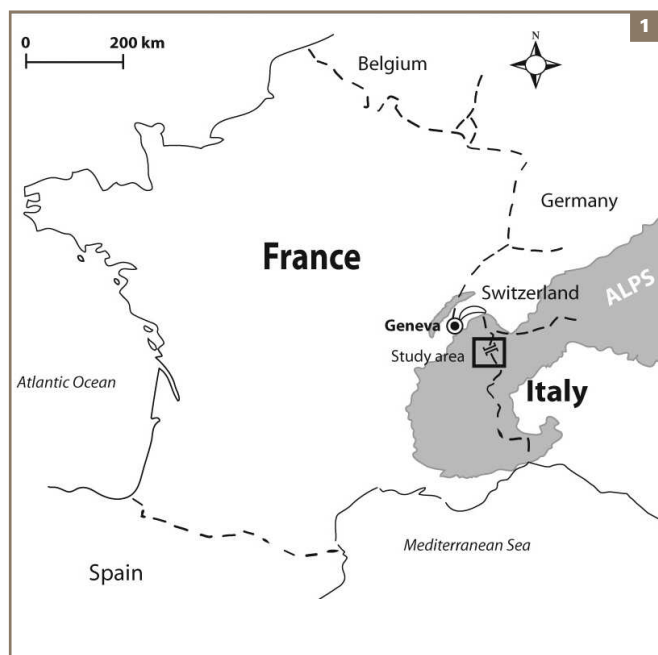 1
0 200 km
N
Belgium
Germany
France
ALPS
Switzerland
Geneva
Study area
Italy
Atlantic Ocean
Mediterranean Sea
Spain